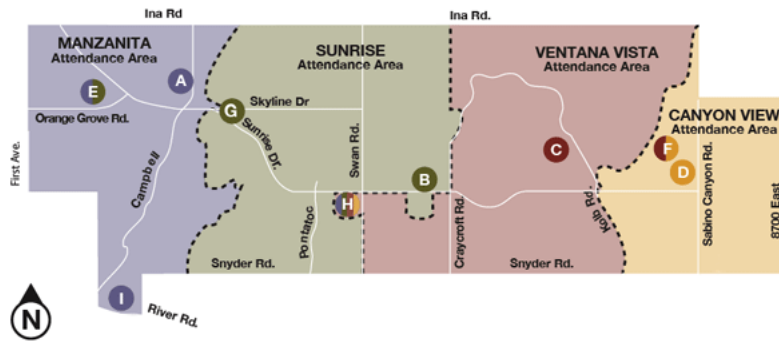 Ina Rd
Ina Rd.
MANZANITA
Attendance Area
SUNRISE
Attendance Area
VENTANA VISTA
Attendance Area
CANYON VIEW
Attendance Area
A
E
G
Skyline Dr
Orange Grove Rd.
Sunrise Dr.
Swan Rd.
First Ave.
Campbell
C
F
D
B
H
Pontatoc
Craycroft Rd.
Kolb Rd.
Sabino Canyon Rd.
8700 East
Snyder Rd.
Snyder Rd.
I
River Rd.
N